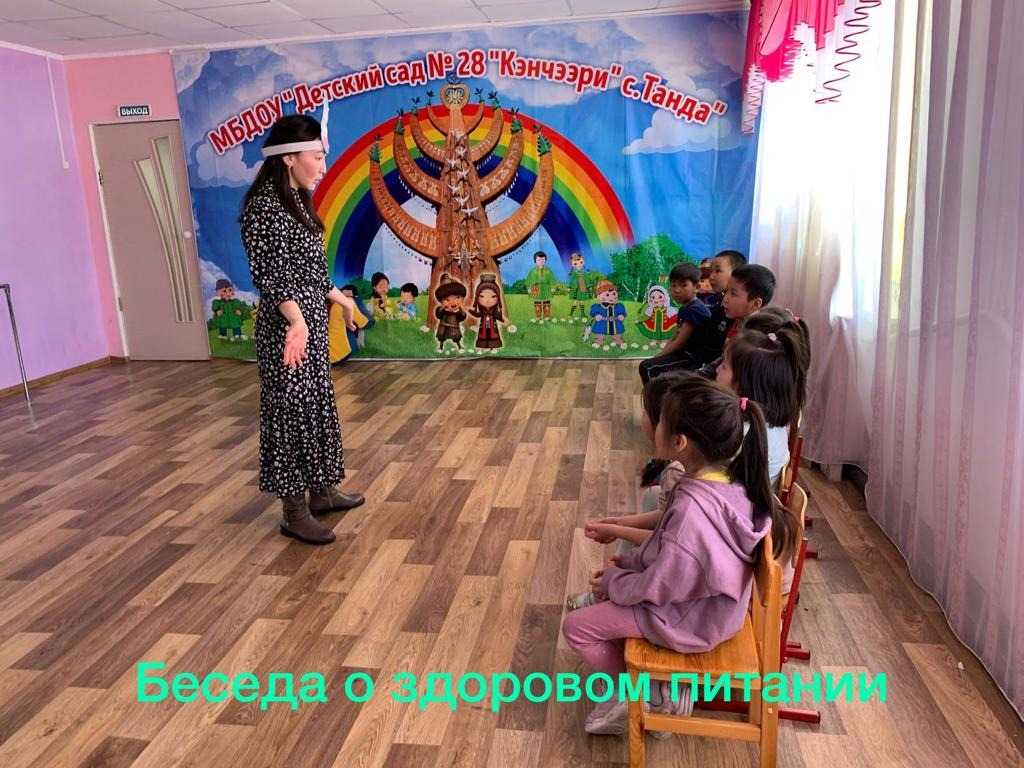 ВЫХОД
МБДОУ "Детский сад № 28 "Кэнчээри" с.Танда"
Беседа о здоровом питании